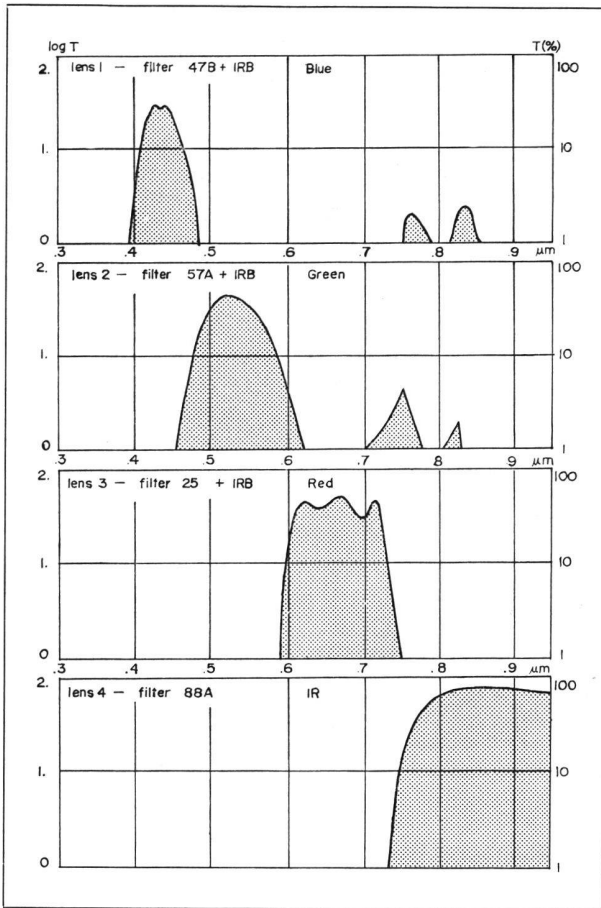 log T T(%)
2. lens 1 — filter 47B + IRB Blue 100
1. 10
0 1
.3 .4 .5 .6 .7 .8 .9 μm
2. lens 2 — filter 57A + IRB Green 100
1. 10
0 1
.3 .4 .5 .6 .7 .8 .9 μm
2. lens 3 — filter 25 + IRB Red 100
1. 10
0 1
.3 .4 .5 .6 .7 .8 .9 μm
2. lens 4 — filter 88A IR 100
1. 10
0 1